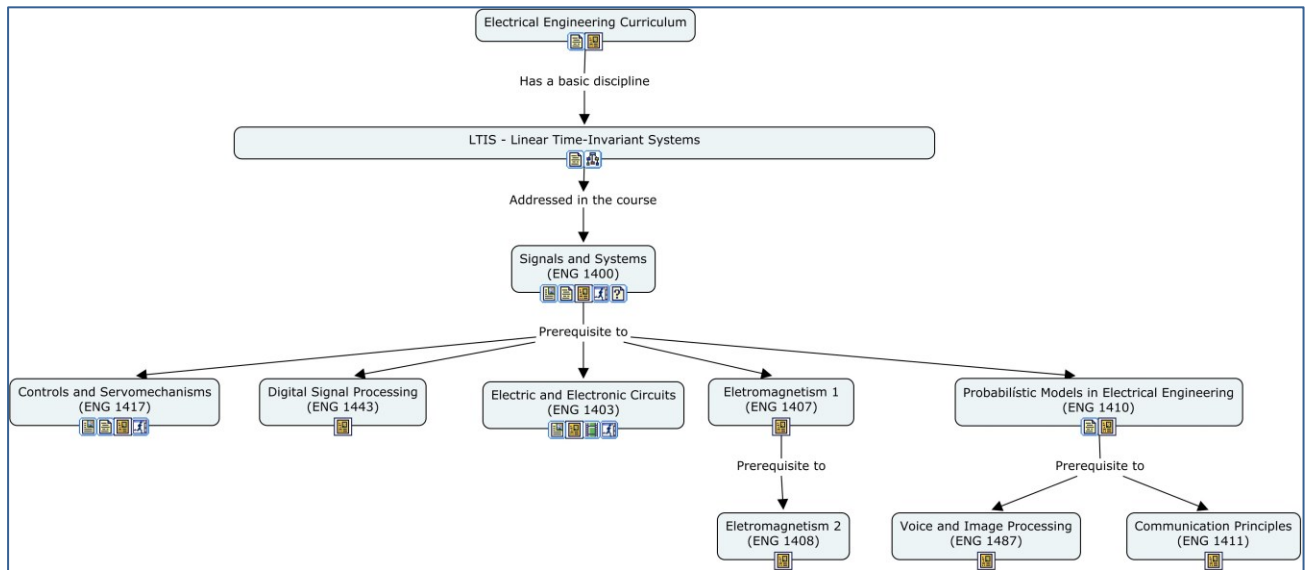 Electrical Engineering Curriculum
Has a basic discipline
LTIS - Linear Time-Invariant Systems
Addressed in the course
Signals and Systems
(ENG 1400)
Prerequisite to
Controls and Servomechanisms
(ENG 1417)
Digital Signal Processing
(ENG 1443)
Electric and Electronic Circuits
(ENG 1403)
Eletromagnetism 1
(ENG 1407)
Probabilístic Models in Electrical Engineering
(ENG 1410)
Prerequisite to
Prerequisite to
Eletromagnetism 2
(ENG 1408)
Voice and Image Processing
(ENG 1487)
Communication Principles
(ENG 1411)